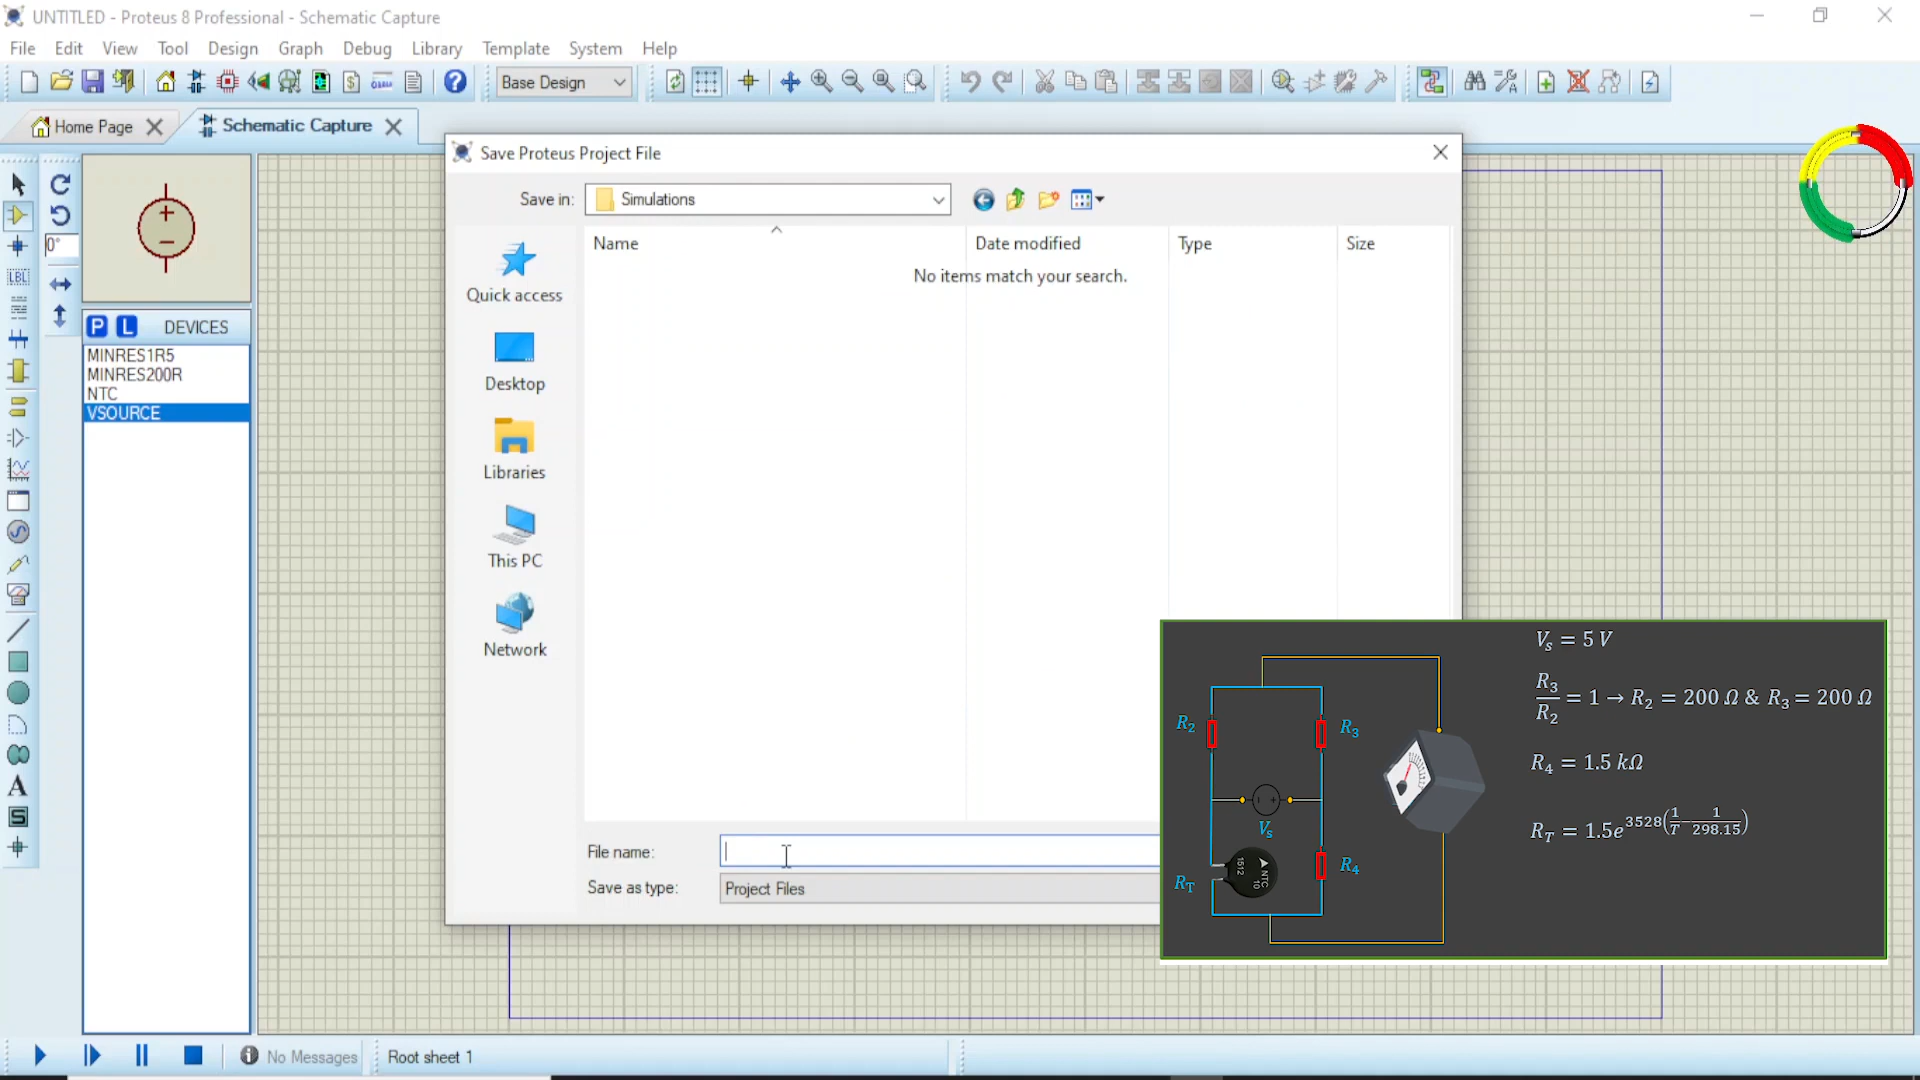 UNTITLED - Proteus 8 Professional - Schematic Capture
File Edit View Tool Design Graph Debug Library Template System Help
Base Design
Home Page
Schematic Capture
Save Proteus Project File
Save in: Simulations
Name Date modified Type Size
No items match your search.
Quick access
Desktop
Libraries
This PC
Network
File name:
Save as type: Project Files
0°
LBL
P L DEVICES
MINRES1R5
MINRES200R
NTC
VSOURCE
A
S
V_s = 5 V
R_3/R_2 = 1 → R_2 = 200 Ω & R_3 = 200 Ω
R_4 = 1.5 kΩ
R_T = 1.5e^{3528(1/T - 1/298.15)}
R_2
R_3
V_s
R_T
R_4
NTC
10
1512
No Messages
Root sheet 1